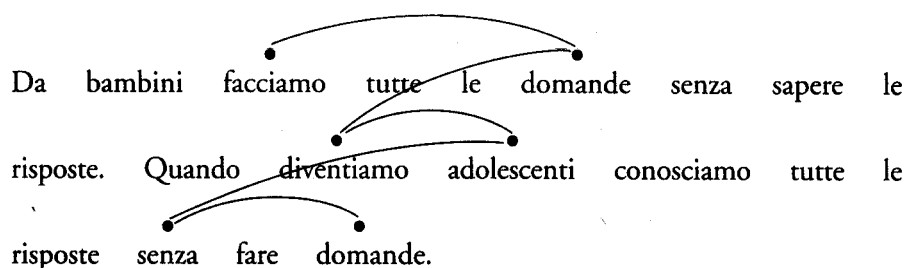 Da bambini facciamo tutte le domande senza sapere le
risposte. Quando diventiamo adolescenti conosciamo tutte le
risposte senza fare domande.